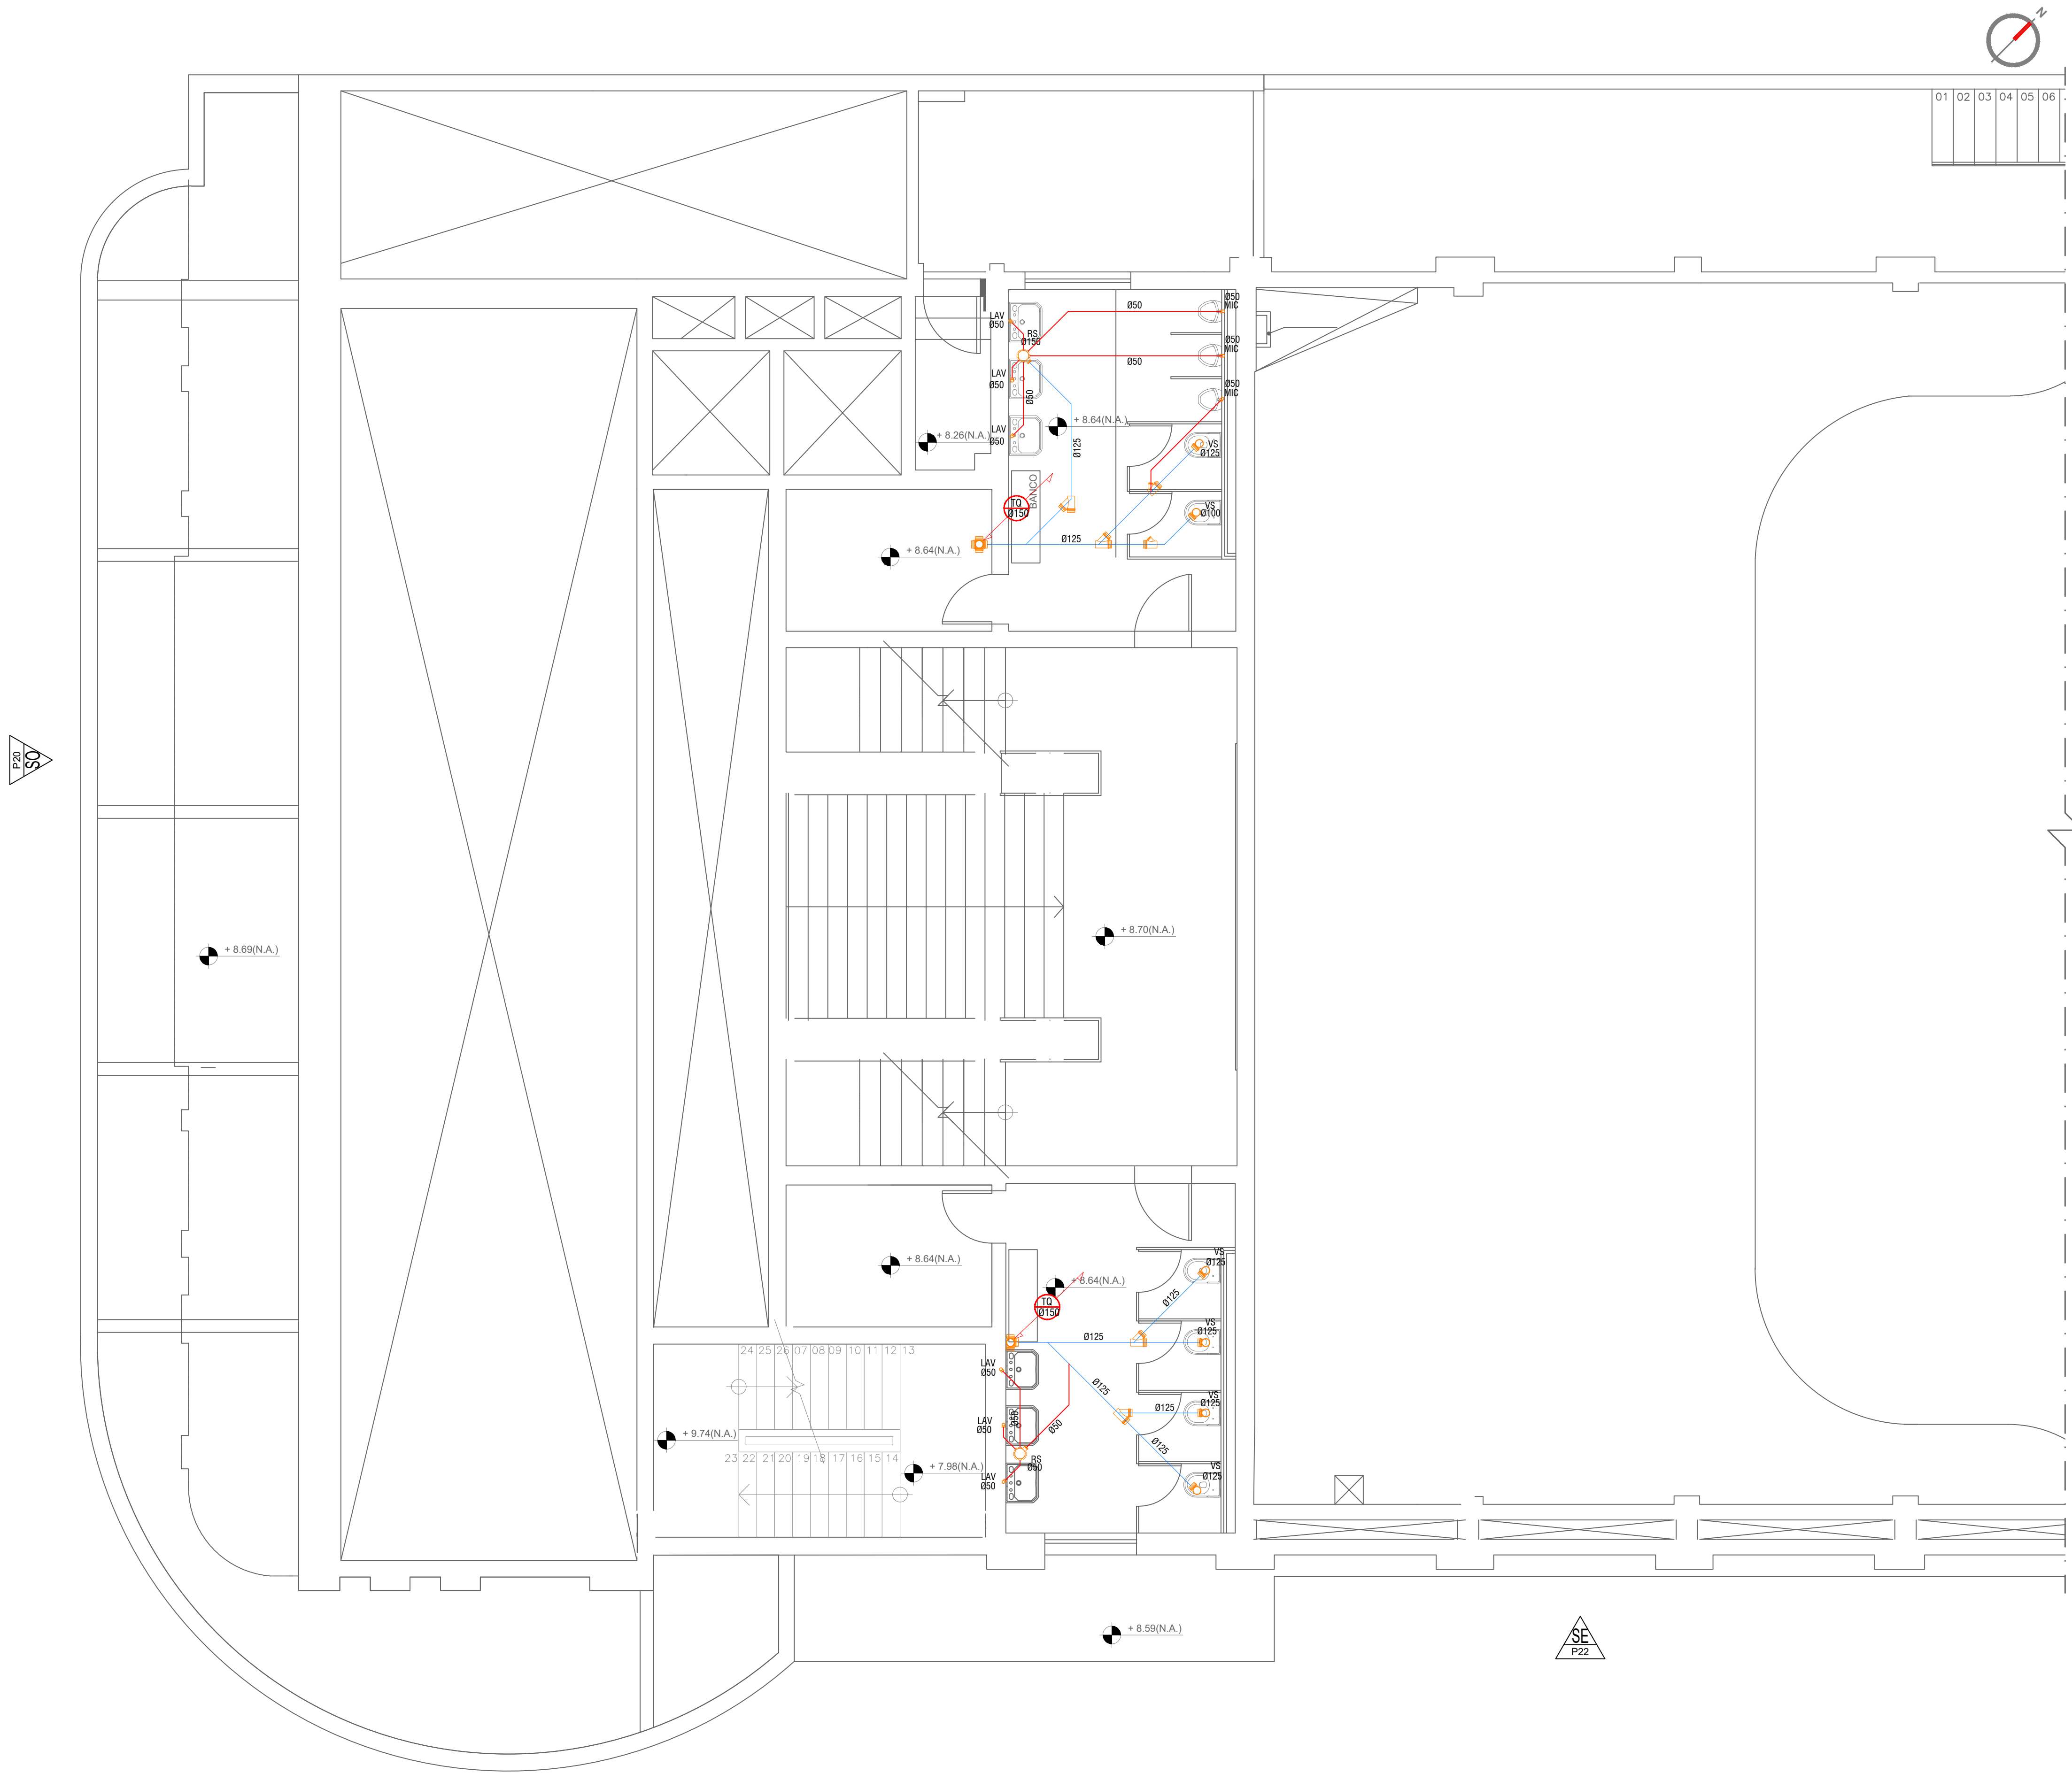 N
01 02 03 04 05 06
Ø50
MIC
Ø50
LAV
Ø50
RS
Ø150
Ø50
MIC
Ø50
LAV
Ø50
Ø50
Ø50
MIC
+ 8.64(N.A.)
LAV
Ø50
+ 8.26(N.A.)
Ø125
VS
Ø125
BANCO
TQ
Ø150
VS
Ø100
Ø125
+ 8.64(N.A.)
P20
SO
+ 8.70(N.A.)
+ 8.69(N.A.)
VS
Ø125
+ 8.64(N.A.)
+ 8.64(N.A.)
Ø125
TQ
Ø150
VS
Ø125
Ø125
24 25 26 07 08 09 10 11 12 13
LAV
Ø50
Ø125
VS
Ø125
Ø125
LAV
Ø50
Ø50
Ø50
+ 9.74(N.A.)
Ø125
23 22 21 20 19 18 17 16 15 14
+ 7.98(N.A.)
RS
Ø50
LAV
Ø50
VS
Ø125
+ 8.59(N.A.)
SE
P22